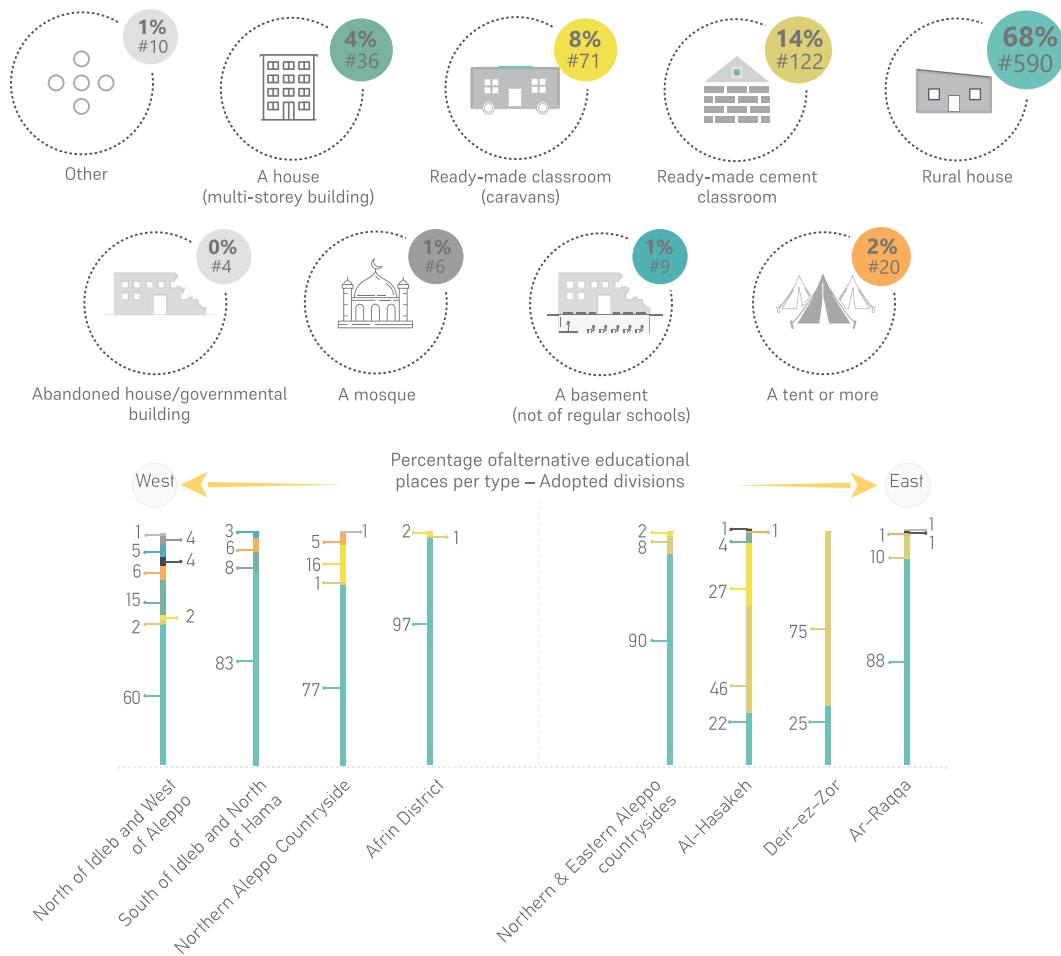 1%
#10
4%
#36
8%
#71
14%
#122
68%
#590
Other
A house
(multi-storey building)
Ready-made classroom
(caravans)
Ready-made cement
classroom
Rural house
0%
#4
1%
#6
1%
#9
2%
#20
Abandoned house/governmental
building
A mosque
A basement
(not of regular schools)
A tent or more
Percentage ofalternative educational
places per type – Adopted divisions
West
East
1
4
5
4
6
15
2
2
60
3
6
8
83
1
5
16
1
77
2
1
97
2
8
90
1
1
4
27
46
22
75
25
1
1
1
10
88
North of Idleb and West
of Aleppo
South of Idleb and North
of Hama
Northern Aleppo Countryside
Afrin District
Northern & Eastern Aleppo
countrysides
Al–Hasakeh
Deir–ez–Zor
Ar–Raqqa